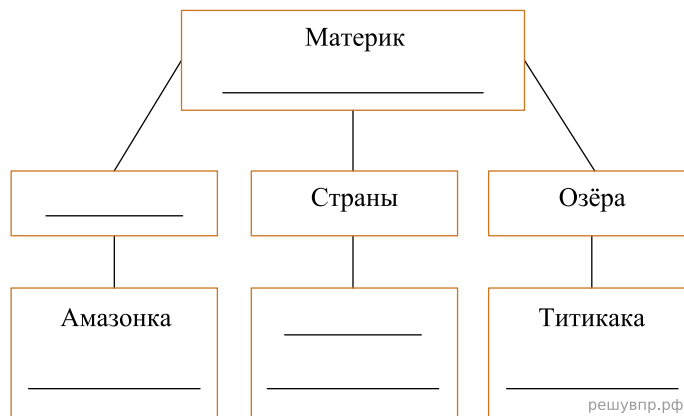 Материк
Страны
Озёра
Амазонка
Титикака
решувпр.рф